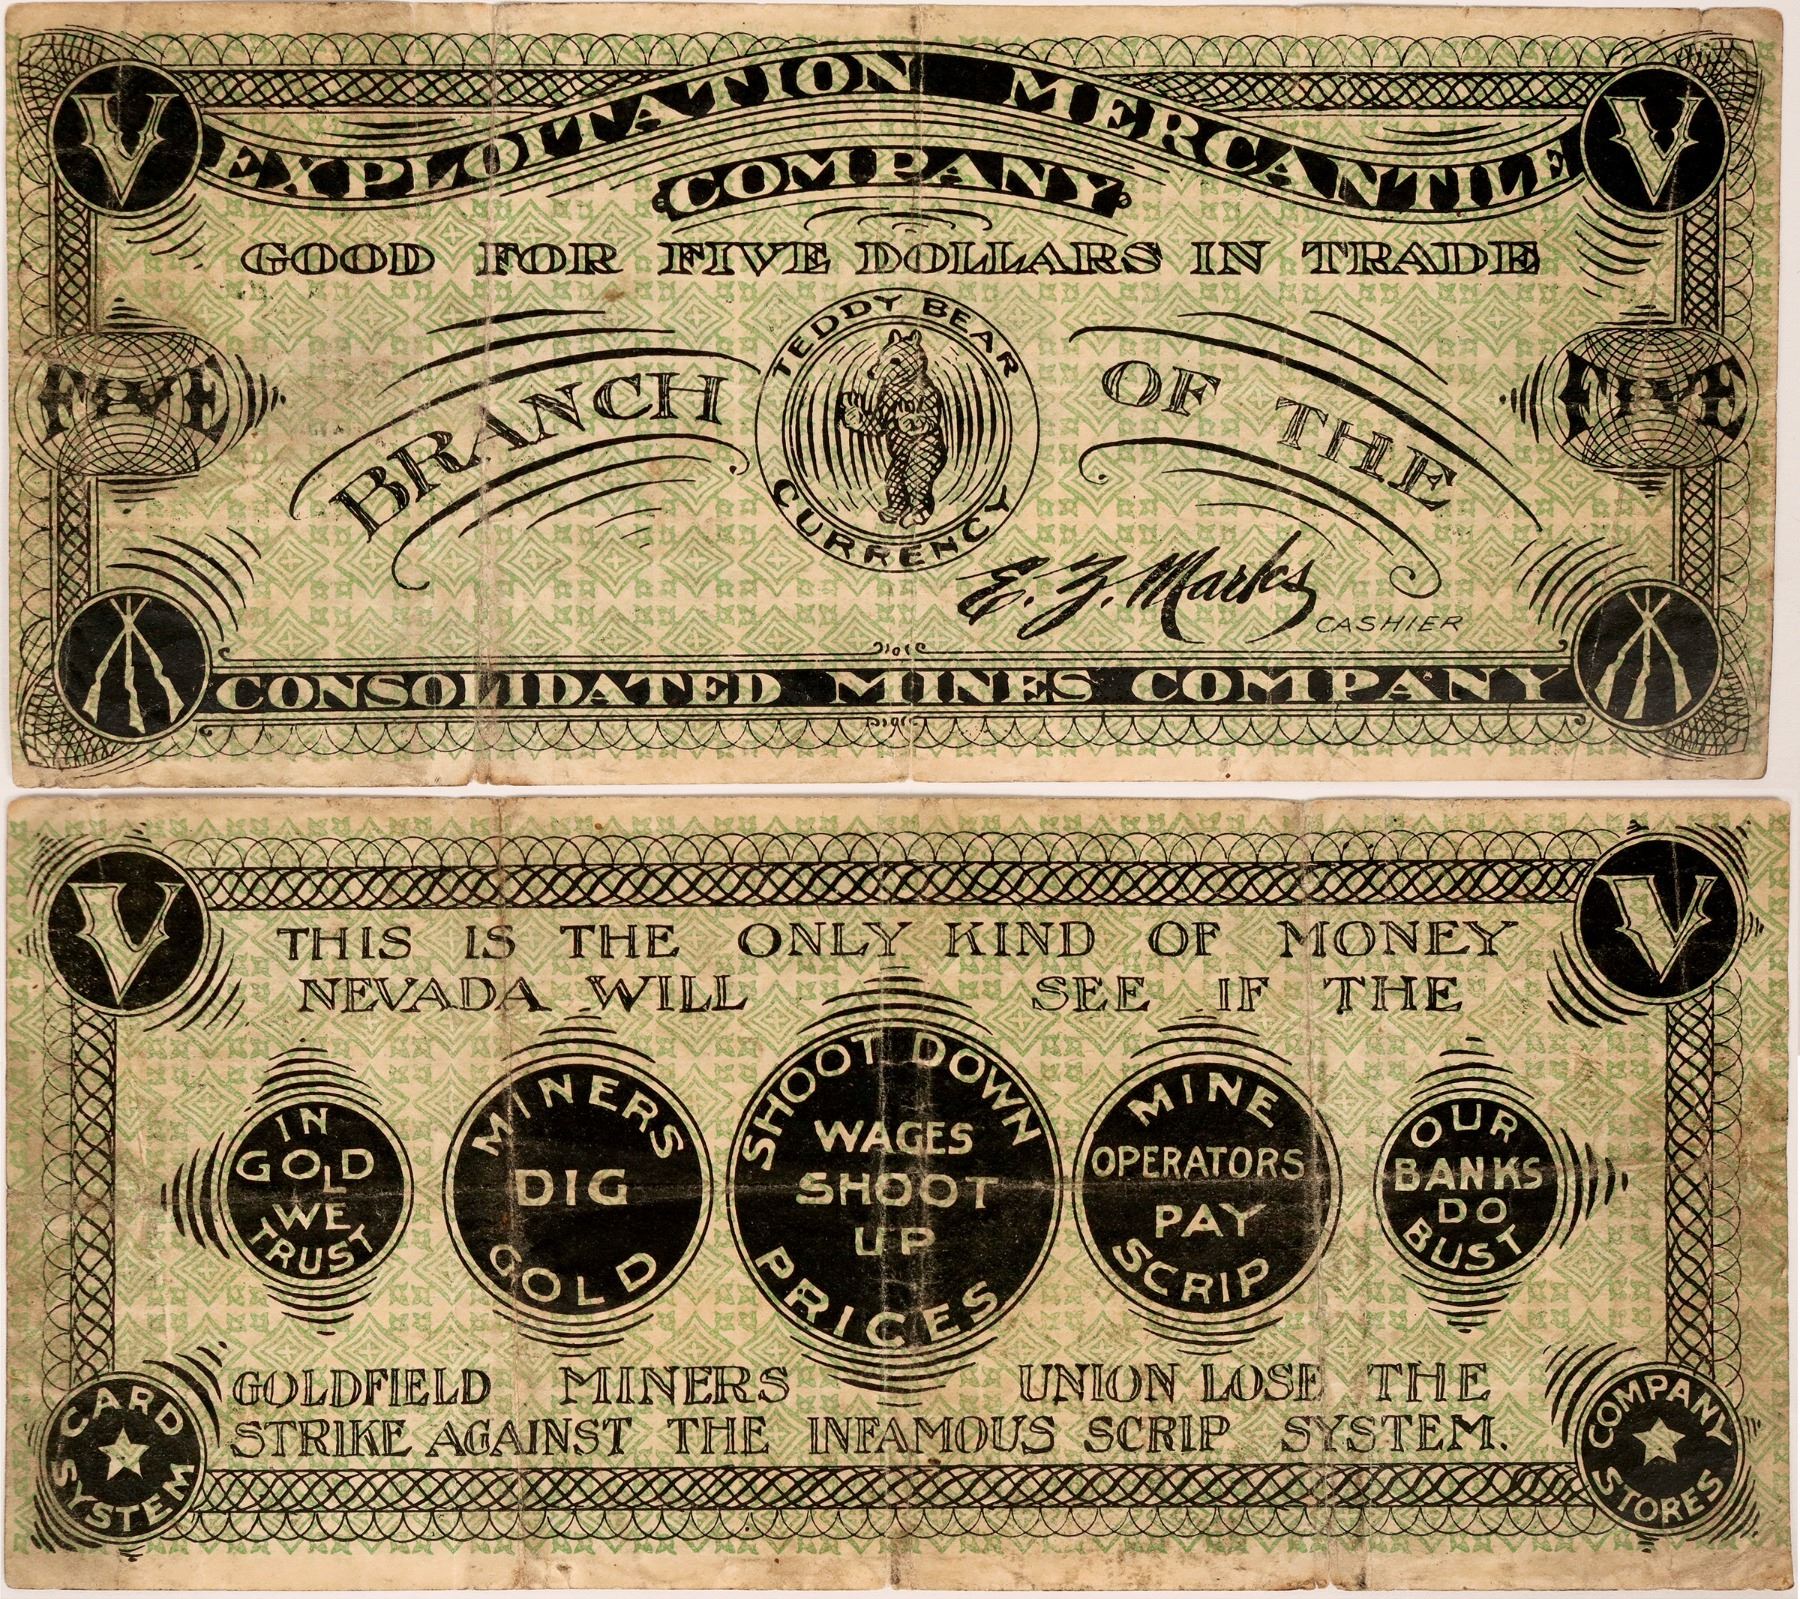 V EXPLOITATION MERCANTILE V
COMPANY
GOOD FOR FIVE DOLLARS IN TRADE
FIVE BRANCH OF THE FIVE
TEDDY BEAR
CURRENCY
E. Z. Marks
CASHIER
CONSOLIDATED MINES COMPANY
V V
THIS IS THE ONLY KIND OF MONEY
NEVADA WILL SEE IF THE
IN
GOLD
WE
TRUST
MINERS
DIG
GOLD
SHOOT DOWN
WAGES
SHOOT
UP
PRICES
MINE
OPERATORS
PAY
SCRIP
OUR
BANKS
DO
BUST
GOLDFIELD MINERS UNION LOSE THE
STRIKE AGAINST THE INFAMOUS SCRIP SYSTEM.
CARD
SYSTEM
COMPANY
STORES